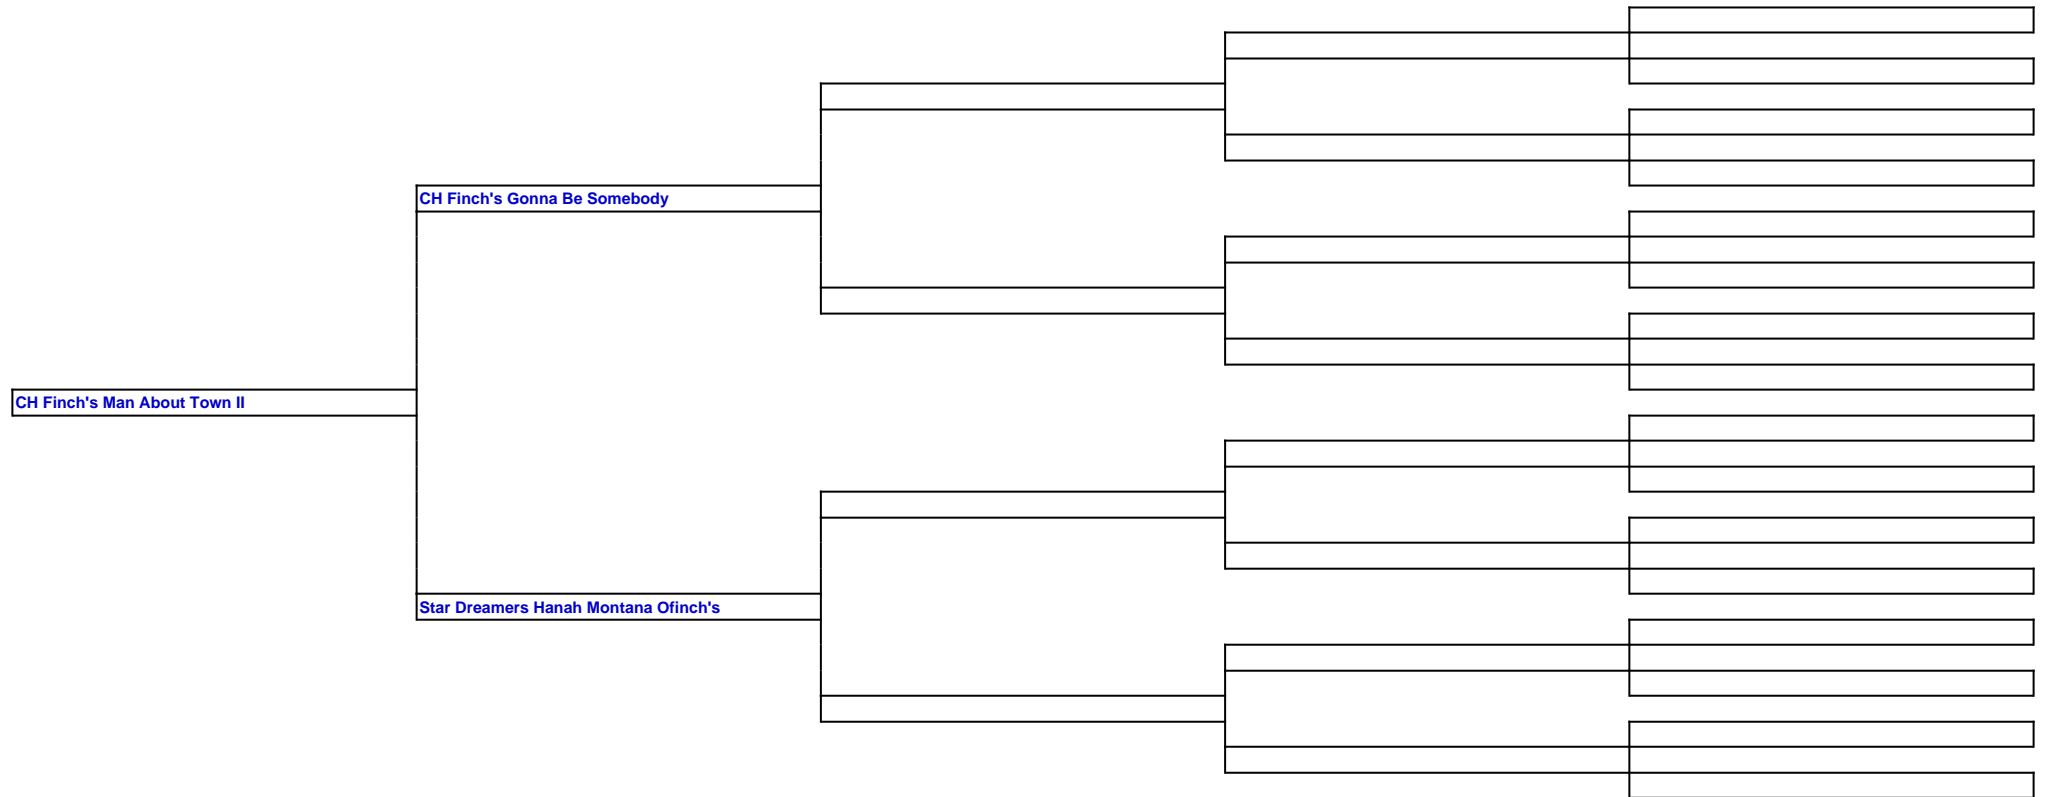 CH Finch's Gonna Be Somebody
CH Finch's Man About Town II
Star Dreamers Hanah Montana Ofinch's